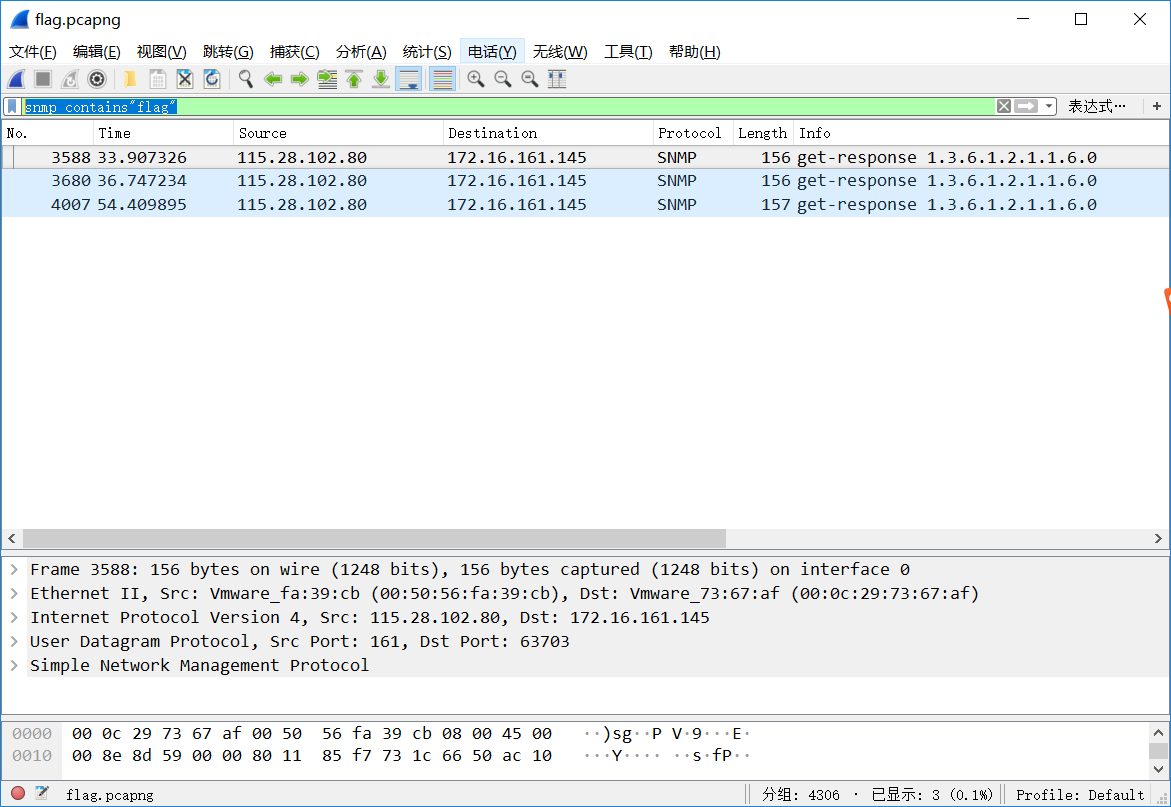 flag.pcapng
文件(F) 编辑(E) 视图(V) 跳转(G) 捕获(C) 分析(A) 统计(S) 电话(Y) 无线(W) 工具(T) 帮助(H)
snmp contains"flag" 表达式… +
No. Time Source Destination Protocol Length Info
3588 33.907326 115.28.102.80 172.16.161.145 SNMP 156 get-response 1.3.6.1.2.1.1.6.0
3680 36.747234 115.28.102.80 172.16.161.145 SNMP 156 get-response 1.3.6.1.2.1.1.6.0
4007 54.409895 115.28.102.80 172.16.161.145 SNMP 157 get-response 1.3.6.1.2.1.1.6.0
Frame 3588: 156 bytes on wire (1248 bits), 156 bytes captured (1248 bits) on interface 0
Ethernet II, Src: Vmware_fa:39:cb (00:50:56:fa:39:cb), Dst: Vmware_73:67:af (00:0c:29:73:67:af)
Internet Protocol Version 4, Src: 115.28.102.80, Dst: 172.16.161.145
User Datagram Protocol, Src Port: 161, Dst Port: 63703
Simple Network Management Protocol
0000 00 0c 29 73 67 af 00 50 56 fa 39 cb 08 00 45 00 ··)sg··P V·9···E·
0010 00 8e 8d 59 00 00 80 11 85 f7 73 1c 66 50 ac 10 ···Y···· ··s·fP··
flag.pcapng 分组: 4306 · 已显示: 3 (0.1%) Profile: Default